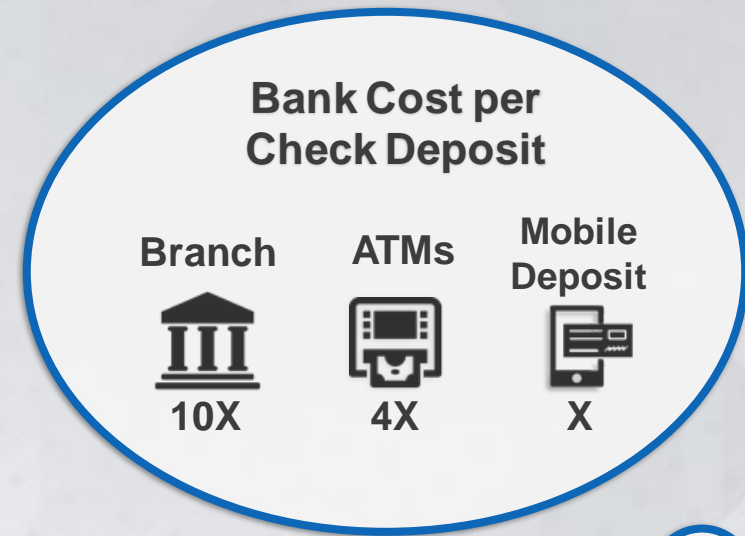 Bank Cost per
Check Deposit
Branch
ATMs
Mobile
Deposit
10X
4X
X